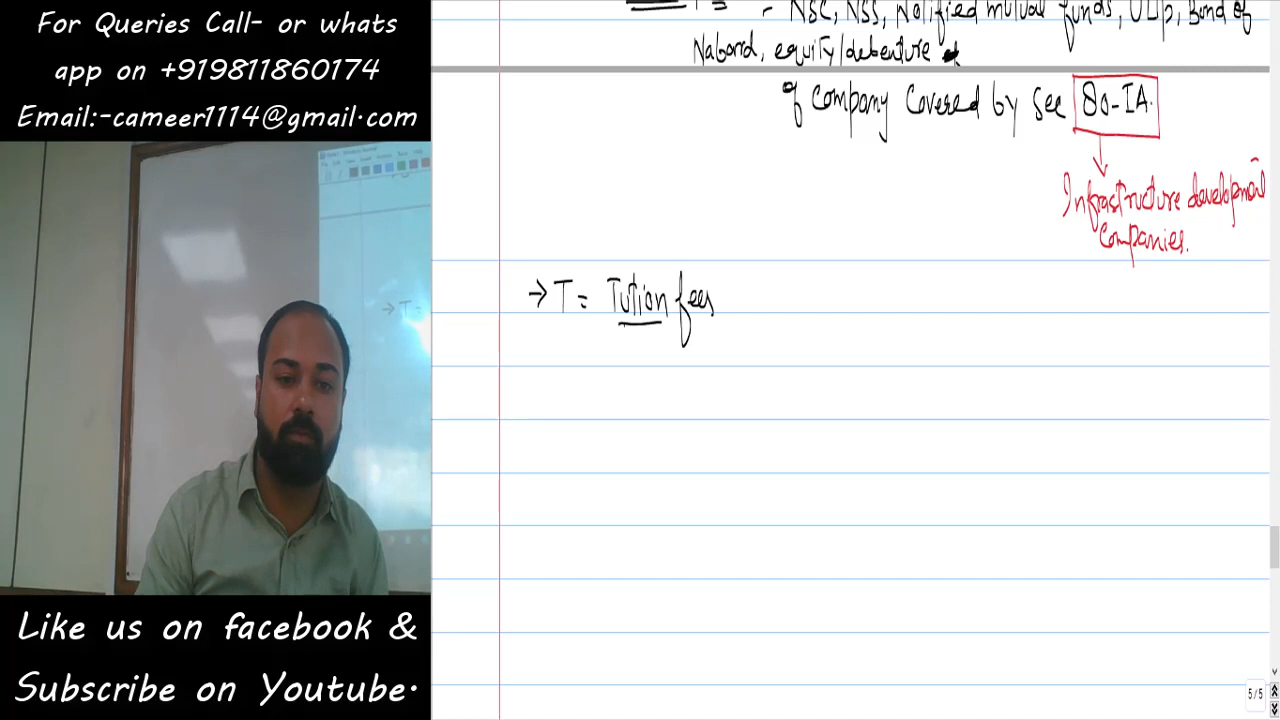 For Queries Call- or whats
app on +919811860174
Email:-cameer1114@gmail.com
NSC, NSS, Notified mutual funds, ULIP, Bond of
Nabard, equity/debenture
of company covered by sec 80-IA.
Infrastructure development
companies.
→ T = Tution fees
→ T =
Like us on facebook &
Subscribe on Youtube.
5/5